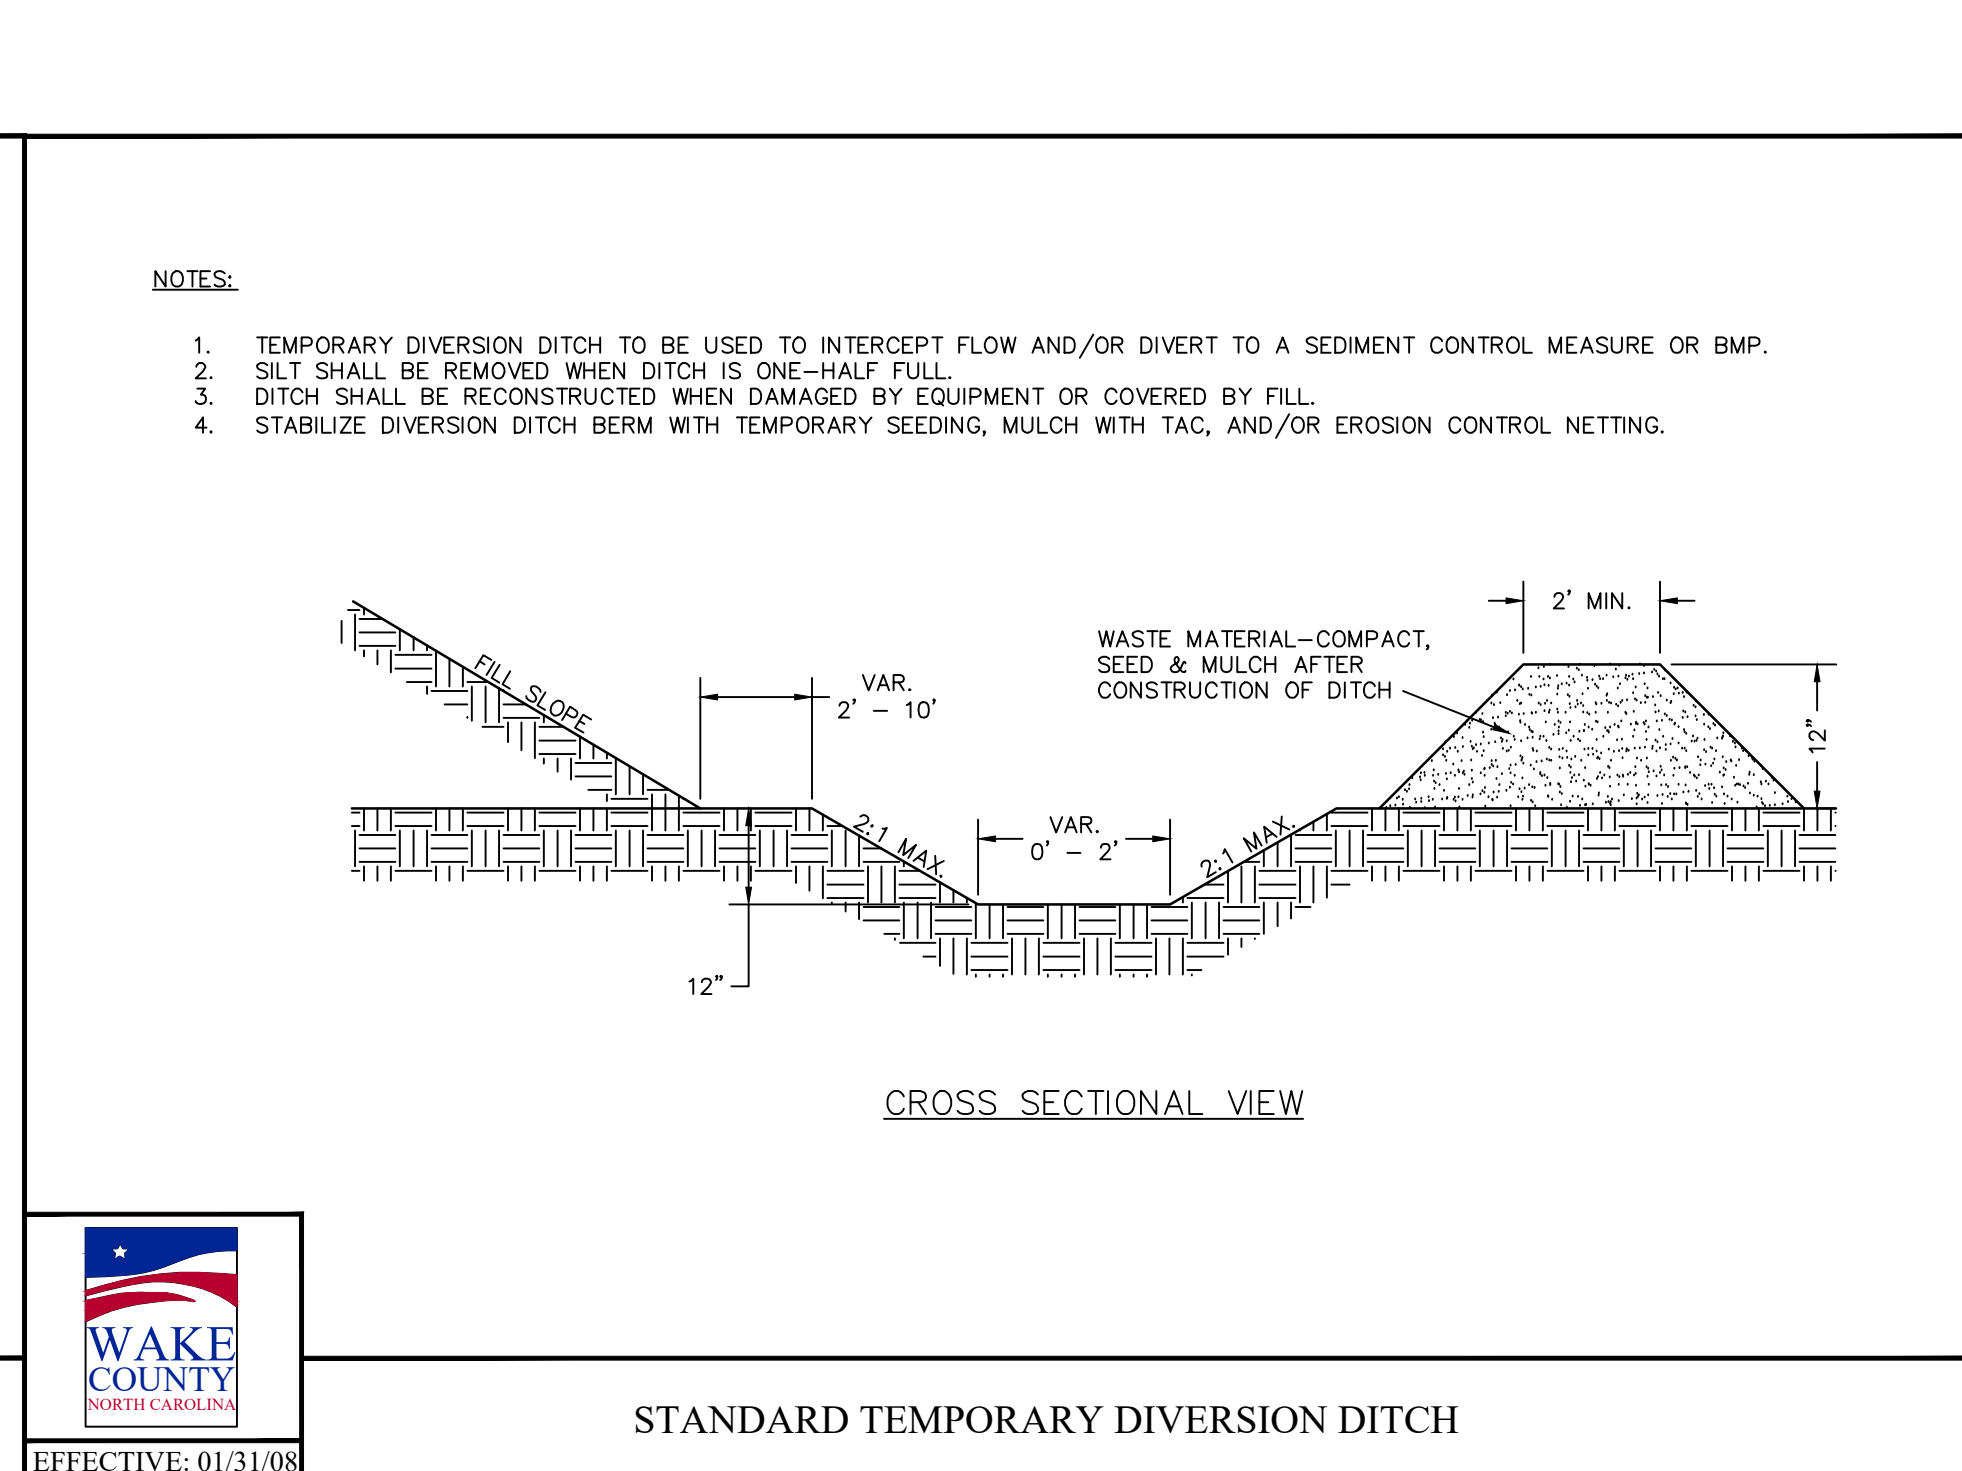 NOTES:
1. TEMPORARY DIVERSION DITCH TO BE USED TO INTERCEPT FLOW AND/OR DIVERT TO A SEDIMENT CONTROL MEASURE OR BMP.
2. SILT SHALL BE REMOVED WHEN DITCH IS ONE-HALF FULL.
3. DITCH SHALL BE RECONSTRUCTED WHEN DAMAGED BY EQUIPMENT OR COVERED BY FILL.
4. STABILIZE DIVERSION DITCH BERM WITH TEMPORARY SEEDING, MULCH WITH TAC, AND/OR EROSION CONTROL NETTING.
2' MIN.
WASTE MATERIAL-COMPACT,
SEED & MULCH AFTER
CONSTRUCTION OF DITCH
FILL SLOPE
VAR.
2' - 10'
12"
2:1 MAX.
VAR.
0' - 2'
2:1 MAX.
12"
CROSS SECTIONAL VIEW
WAKE
COUNTY
NORTH CAROLINA
STANDARD TEMPORARY DIVERSION DITCH
EFFECTIVE: 01/31/08